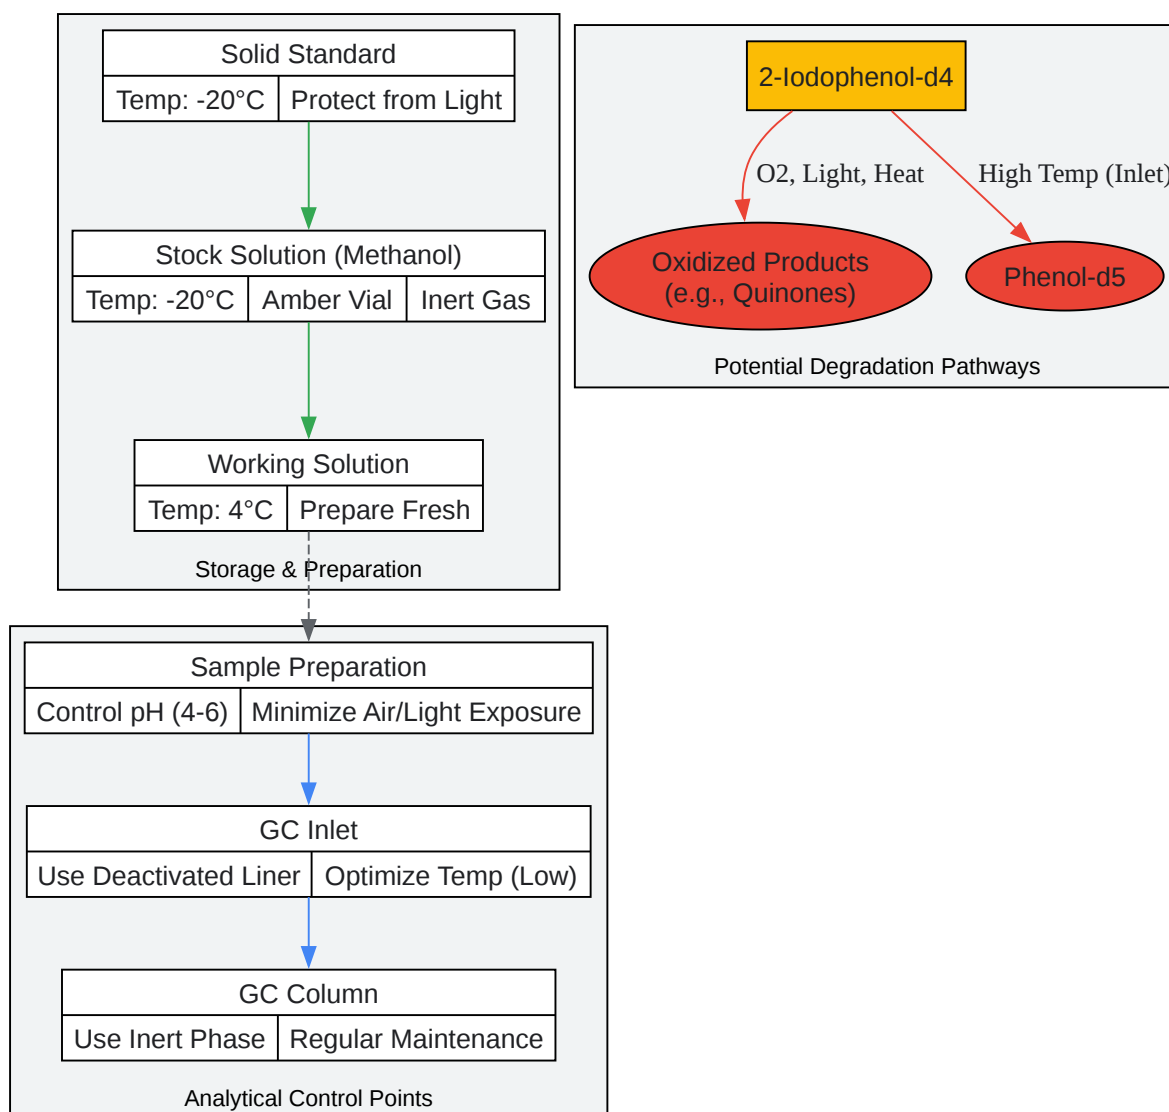 Solid Standard
Temp: -20°C
Protect from Light
Stock Solution (Methanol)
Temp: -20°C
Amber Vial
Inert Gas
Working Solution
Temp: 4°C
Prepare Fresh
Storage & Preparation
2-Iodophenol-d4
O2, Light, Heat
High Temp (Inlet)
Oxidized Products
(e.g., Quinones)
Phenol-d5
Potential Degradation Pathways
Sample Preparation
Control pH (4-6)
Minimize Air/Light Exposure
GC Inlet
Use Deactivated Liner
Optimize Temp (Low)
GC Column
Use Inert Phase
Regular Maintenance
Analytical Control Points